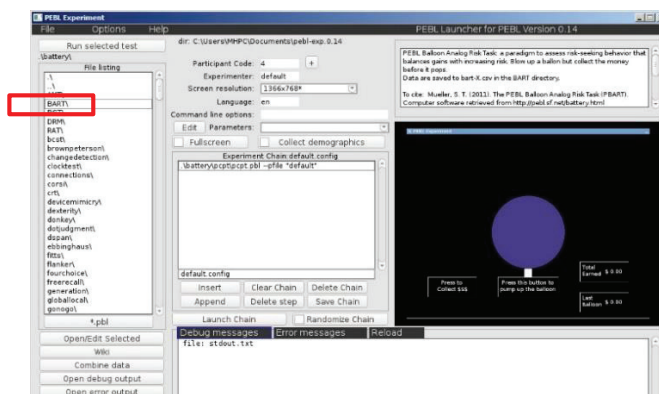 PEBL Experiment
File Options Help
PEBL Launcher for PEBL Version 0.14
Run selected test
.\battery\
File listing
.\
..\
BART\
DRM\
RAT\
bcst\
brownpeterson\
changedetection\
clocktest\
connections\
corsi\
crt\
devicemimicry\
dexterity\
donkey\
dotjudgment\
dspan\
ebbinghaus\
fitts\
flanker\
fourchoice\
freerecall\
generation\
globallocal\
gonogo\
*.pbl
Open/Edit Selected
Wiki
Combine data
Open debug output
Open error output
dir: C:\Users\MHPC\Documents\pebl-exp.0.14
Participant Code: 4 +
Experimenter: default
Screen resolution: 1366x768*
Language: en
Command line options:
Edit Parameters:
Fullscreen Collect demographics
Experiment Chain:default.config
.\battery\pcpt\pcpt.pbl --pfile "default"
default.config
Insert Clear Chain Delete Chain
Append Delete step Save Chain
Launch Chain Randomize Chain
Debug messages Error messages Reload
file: stdout.txt
PEBL Balloon Analog Risk Task: a paradigm to assess risk-seeking behavior that
balances gains with increasing risk. Blow up a ballon but collect the money
before it pops.
Data are saved to bart-X.csv in the BART directory.
To cite: Mueller, S. T. (2011). The PEBL Balloon Analog Risk Task (PBART).
Computer software retrieved from http://pebl.sf.net/battery.html
PEBL Experiment
Press to
Collect $$$
Press this button to
pump up the balloon
Total
Earned $ 0.00
Last
Balloon $ 0.00